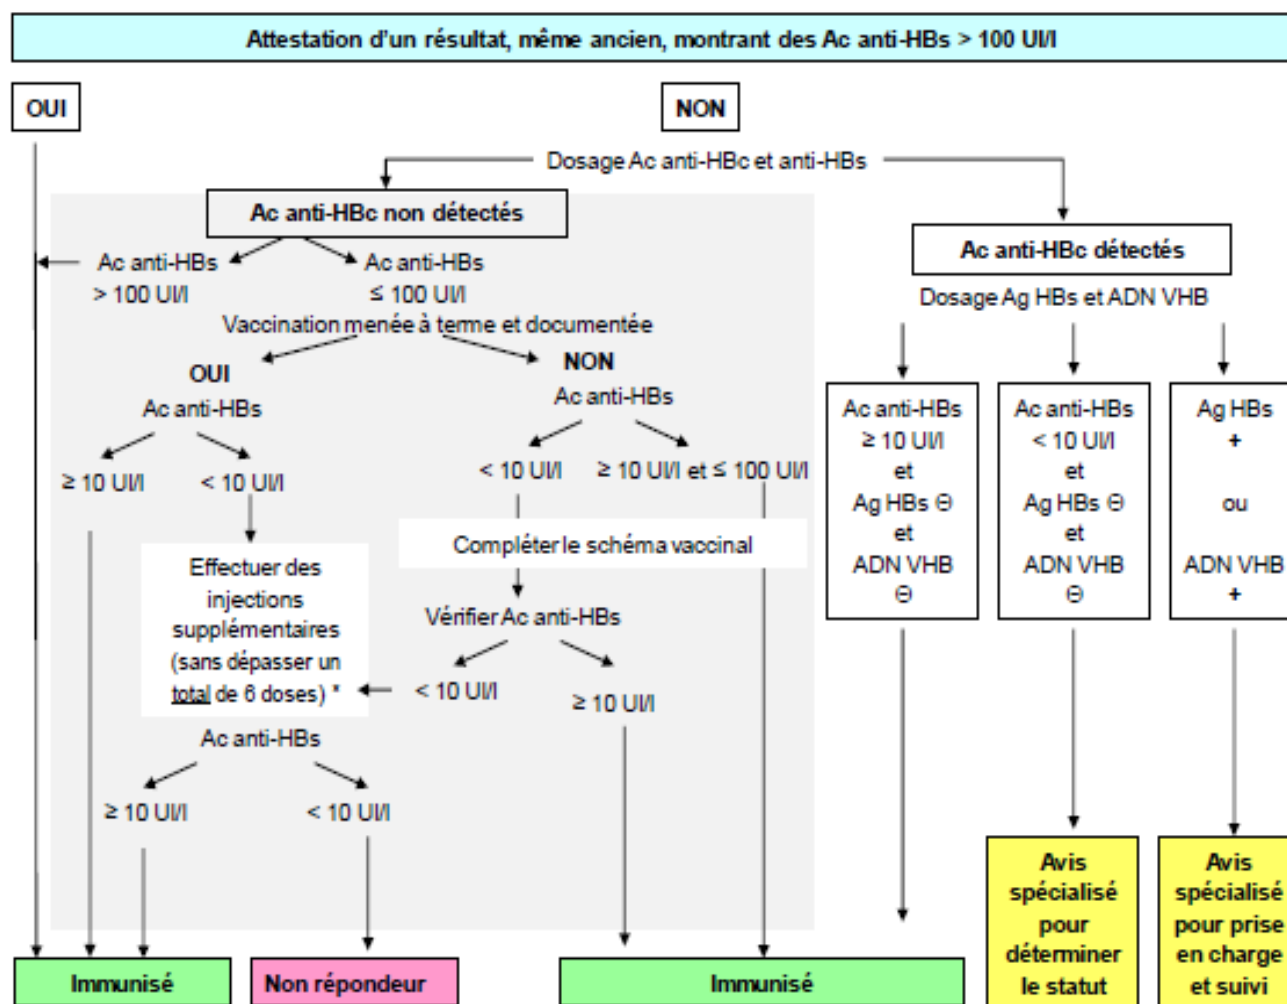 Attestation d'un résultat, même ancien, montrant des Ac anti-HBs > 100 UI/l
OUI
NON
Dosage Ac anti-HBc et anti-HBs
Ac anti-HBc non détectés
Ac anti-HBs
> 100 UI/l
Ac anti-HBs
≤ 100 UI/l
Vaccination menée à terme et documentée
OUI
Ac anti-HBs
≥ 10 UI/l
< 10 UI/l
NON
Ac anti-HBs
< 10 UI/l
≥ 10 UI/l et ≤ 100 UI/l
Effectuer des
injections
supplémentaires
(sans dépasser un
total de 6 doses) *
Compléter le schéma vaccinal
Vérifier Ac anti-HBs
< 10 UI/l
≥ 10 UI/l
Ac anti-HBs
≥ 10 UI/l
< 10 UI/l
Ac anti-HBc détectés
Dosage Ag HBs et ADN VHB
Ac anti-HBs
≥ 10 UI/l
et
Ag HBs Θ
et
ADN VHB
Θ
Ac anti-HBs
< 10 UI/l
et
Ag HBs Θ
et
ADN VHB
Θ
Ag HBs
+
ou
ADN VHB
+
Immunisé
Non répondeur
Immunisé
Avis
spécialisé
pour
déterminer
le statut
Avis
spécialisé
pour prise
en charge
et suivi